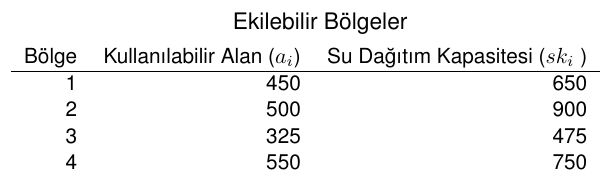 Ekilebilir Bölgeler
Bölge Kullanılabilir Alan (aᵢ) Su Dağıtım Kapasitesi (skᵢ )
1 450 650
2 500 900
3 325 475
4 550 750